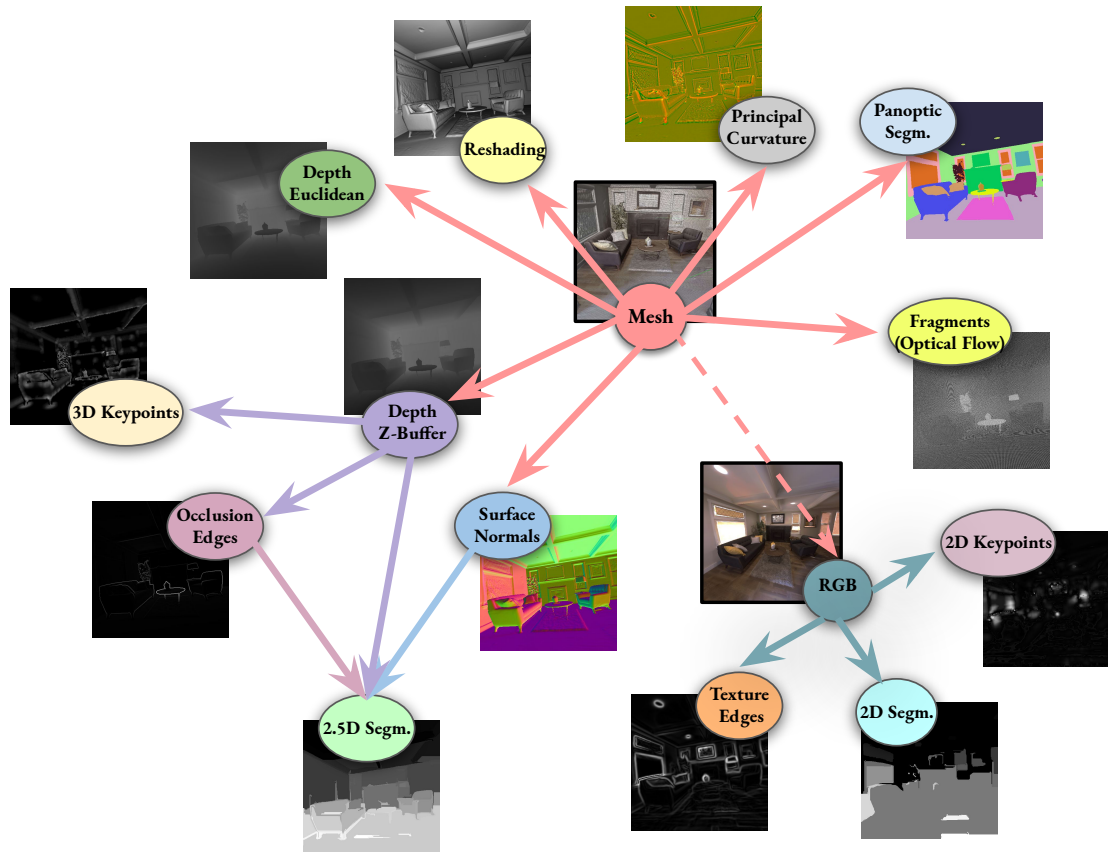 Reshading
Principal
Curvature
Panoptic
Segm.
Depth
Euclidean
Mesh
Fragments
(Optical Flow)
3D Keypoints
Depth
Z-Buffer
Occlusion
Edges
Surface
Normals
2D Keypoints
RGB
Texture
Edges
2D Segm.
2.5D Segm.